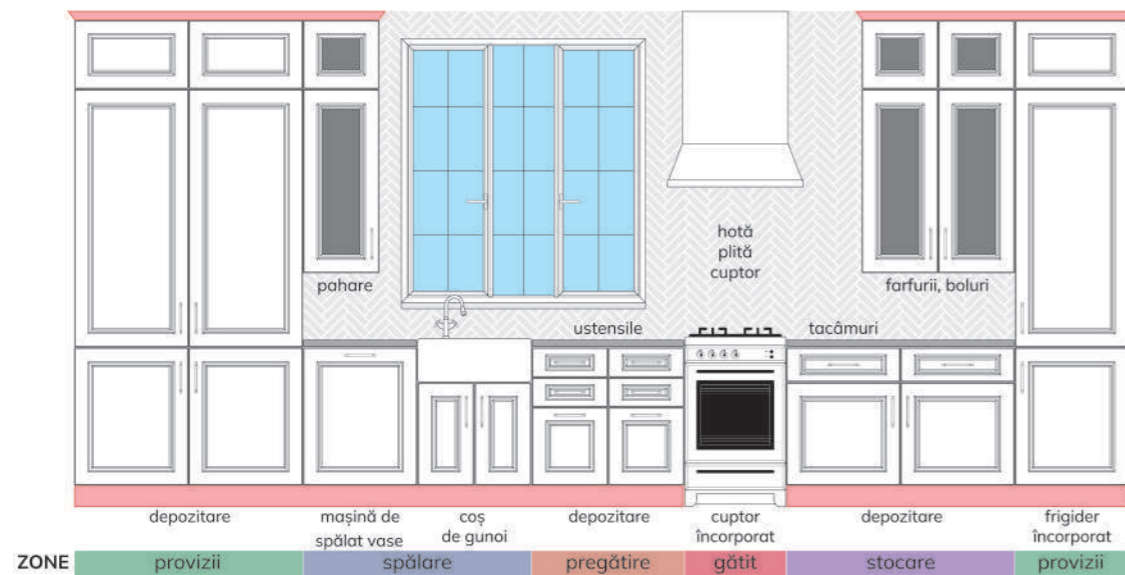 hotă
plită
cuptor
pahare
farfurii, boluri
ustensile
tacâmuri
depozitare
mașină de
spălat vase
coș
de gunoi
depozitare
cuptor
încorporat
depozitare
frigider
încorporat
ZONE
provizii
spălare
pregătire
gătit
stocare
provizii